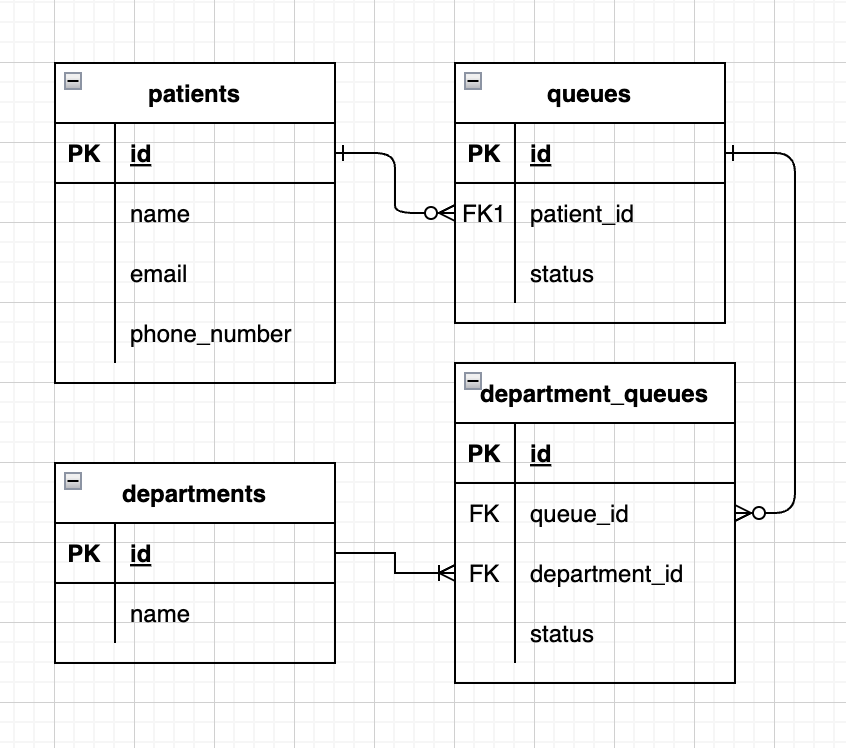 patients
PK id
name
email
phone_number
queues
PK id
FK1 patient_id
status
departments
PK id
name
department_queues
PK id
FK queue_id
FK department_id
status